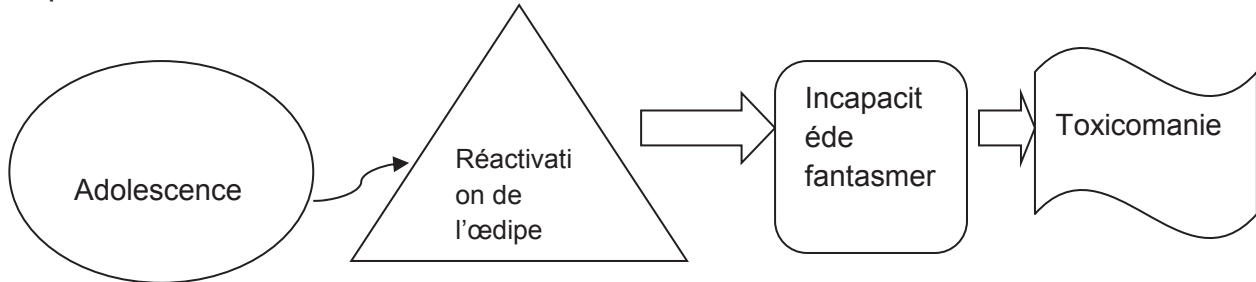 Adolescence
Réactivati
on de
l'œdipe
Incapacit
éde
fantasmer
Toxicomanie